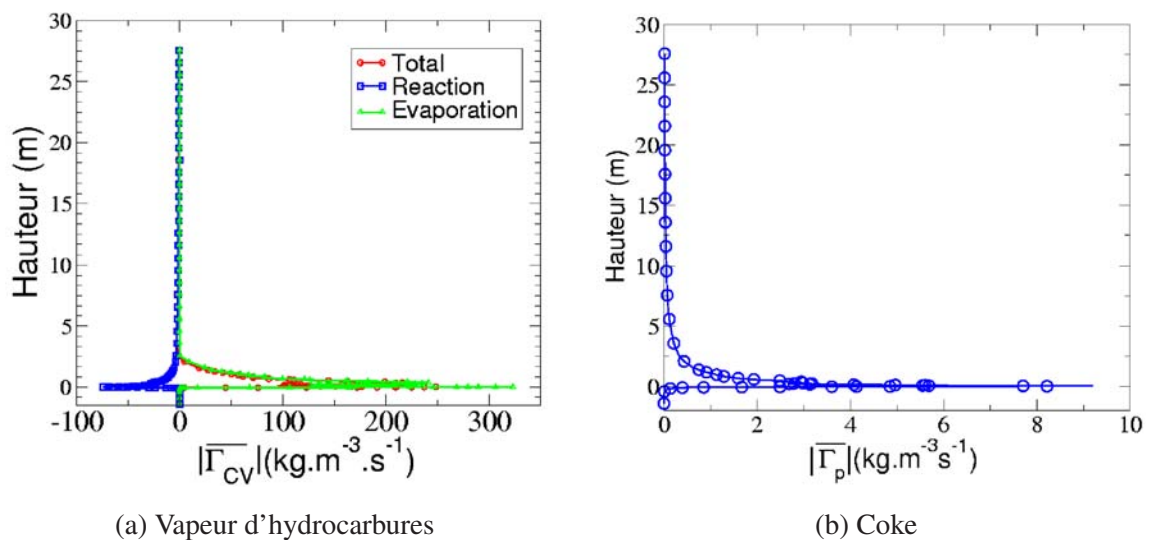 30
25
20
15
10
5
0
Hauteur (m)
-100
0
100
200
300
|Γ_CV|(kg.m⁻³.s⁻¹)
Total
Reaction
Evaporation
(a) Vapeur d'hydrocarbures
30
25
20
15
10
5
0
Hauteur (m)
0
2
4
6
8
10
|Γ_p|(kg.m⁻³s⁻¹)
(b) Coke